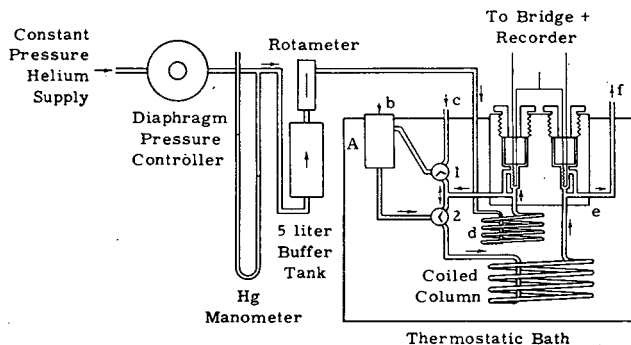 To Bridge +
Recorder
Constant
Pressure
Helium
Supply
Rotameter
Diaphragm
Pressure
Controller
b
c
f
A
1
2
d
e
5 liter
Buffer
Tank
Hg
Manometer
Coiled
Column
Thermostatic Bath